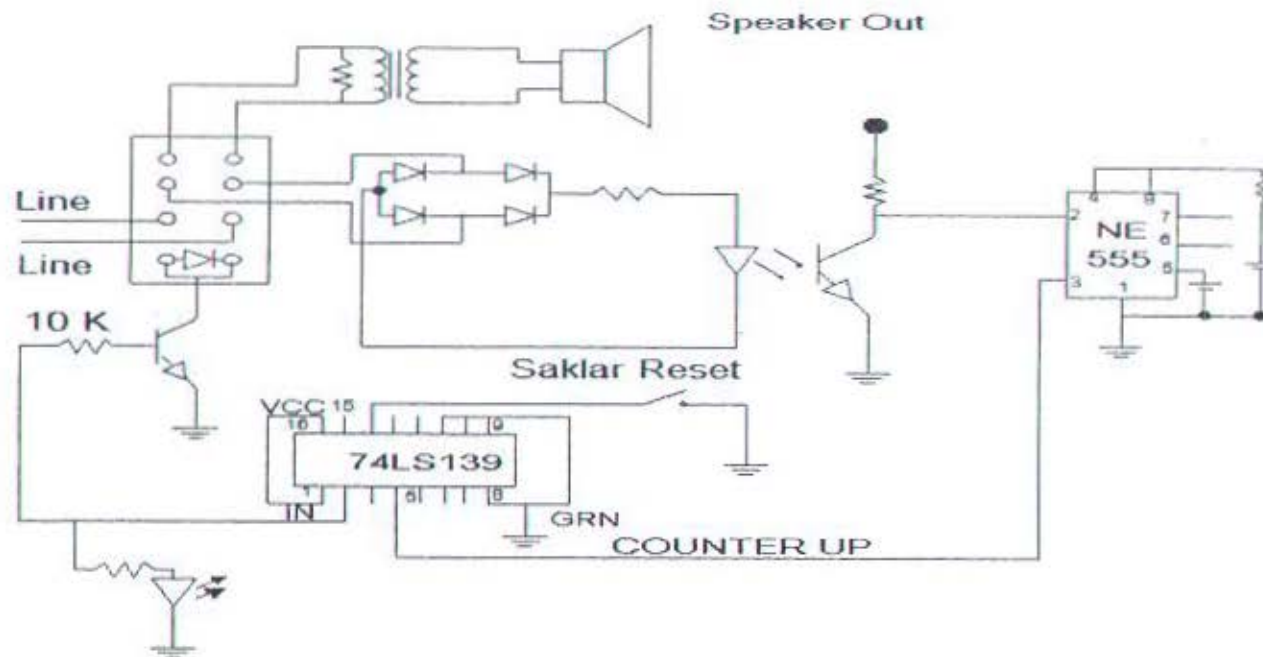 Speaker Out
Line
Line
10 K
NE
555
2
3
4
8
7
6
5
1
Saklar Reset
VCC 15
16
9
74LS139
1
6
8
IN
GRN
COUNTER UP